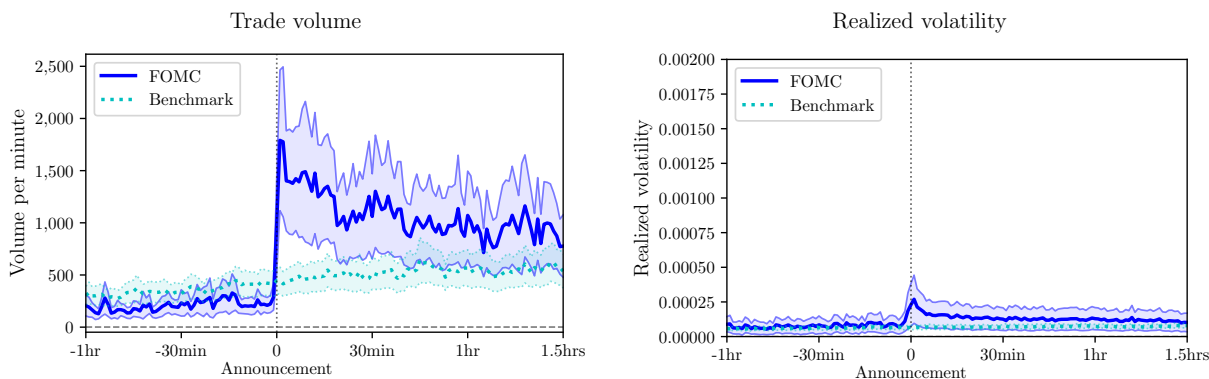 Trade volume
Volume per minute
2,500
2,000
1,500
1,000
500
0
FOMC
Benchmark
-1hr
-30min
0
30min
1hr
1.5hrs
Announcement
Realized volatility
Realized volatility
0.00200
0.00175
0.00150
0.00125
0.00100
0.00075
0.00050
0.00025
0.00000
FOMC
Benchmark
-1hr
-30min
0
30min
1hr
1.5hrs
Announcement